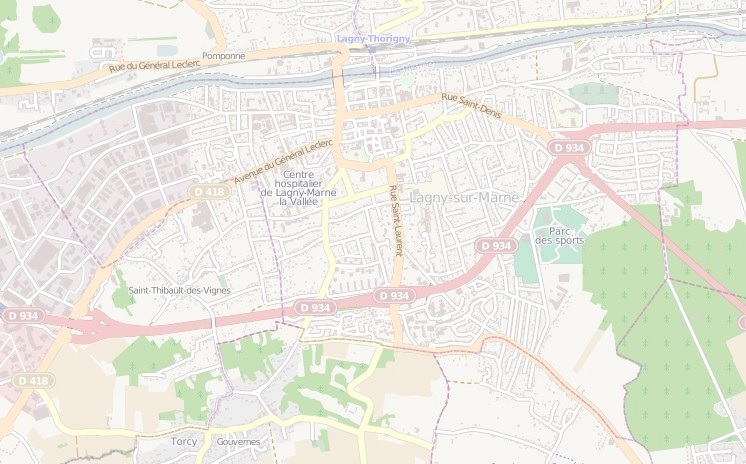 Lagny-Thorigny
Pomponne
Rue du Général Leclerc
Rue Saint-Denis
D 934
Avenue du Général Leclerc
Centre
hospitalier
de Lagny-Marne
la Vallée
D 418
Rue Saint-Laurent
Lagny-sur-Marne
Parc
des sports
D 934
Saint-Thibault-des-Vignes
D 934
D 934
D 934
D 418
Torcy
Gouvernes